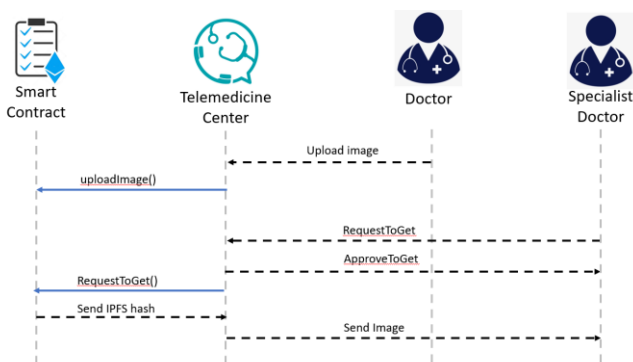 Smart
Contract
Telemedicine
Center
Doctor
Specialist
Doctor
Upload image
uploadImage()
RequestToGet
ApproveToGet
RequestToGet()
Send IPFS hash
Send Image